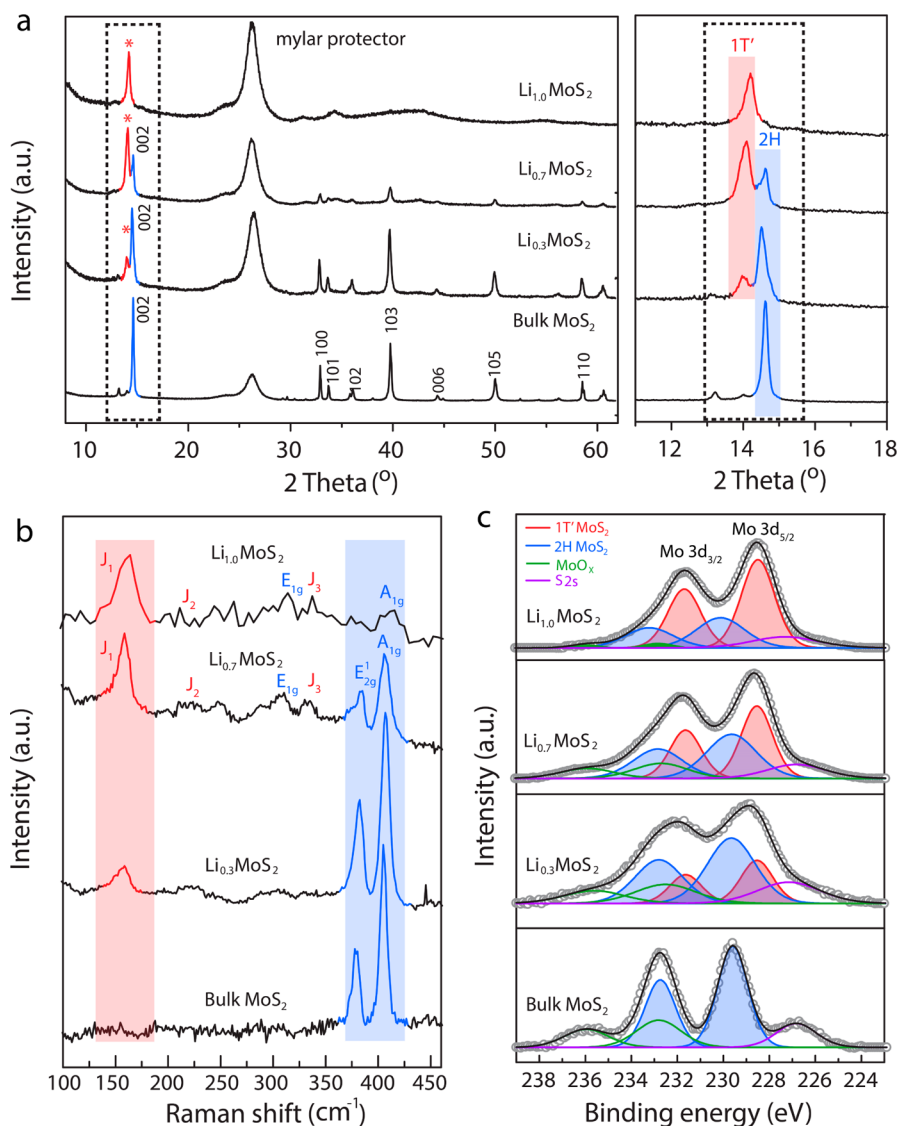 a
mylar protector
*
Li1.0MoS2
*
002
Li0.7MoS2
*
002
Li0.3MoS2
002
Bulk MoS2
100
101
102
103
006
105
110
Intensity (a.u.)
10 20 30 40 50 60
2 Theta (O)
1T’
2H
12 14 16 18
2 Theta (O)
b
Li1.0MoS2
J1
J2
E1g
J3
A1g
Li0.7MoS2
J1
J2
E1g
J3
E12g
A1g
Li0.3MoS2
Bulk MoS2
Intensity (a.u.)
100 150 200 250 300 350 400 450
Raman shift (cm-1)
c
1T’ MoS2
2H MoS2
MoOx
S 2s
Mo 3d3/2
Mo 3d5/2
Li1.0MoS2
Li0.7MoS2
Li0.3MoS2
Bulk MoS2
Intensity (a.u.)
238 236 234 232 230 228 226 224
Binding energy (eV)